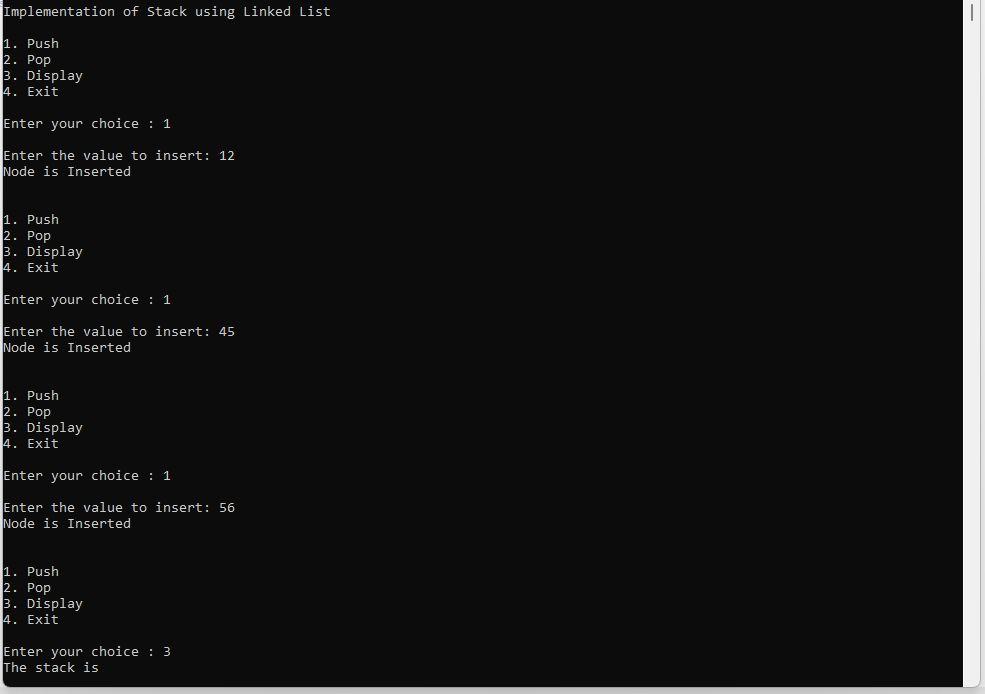 Implementation of Stack using Linked List
1. Push
2. Pop
3. Display
4. Exit
Enter your choice : 1
Enter the value to insert: 12
Node is Inserted
1. Push
2. Pop
3. Display
4. Exit
Enter your choice : 1
Enter the value to insert: 45
Node is Inserted
1. Push
2. Pop
3. Display
4. Exit
Enter your choice : 1
Enter the value to insert: 56
Node is Inserted
1. Push
2. Pop
3. Display
4. Exit
Enter your choice : 3
The stack is